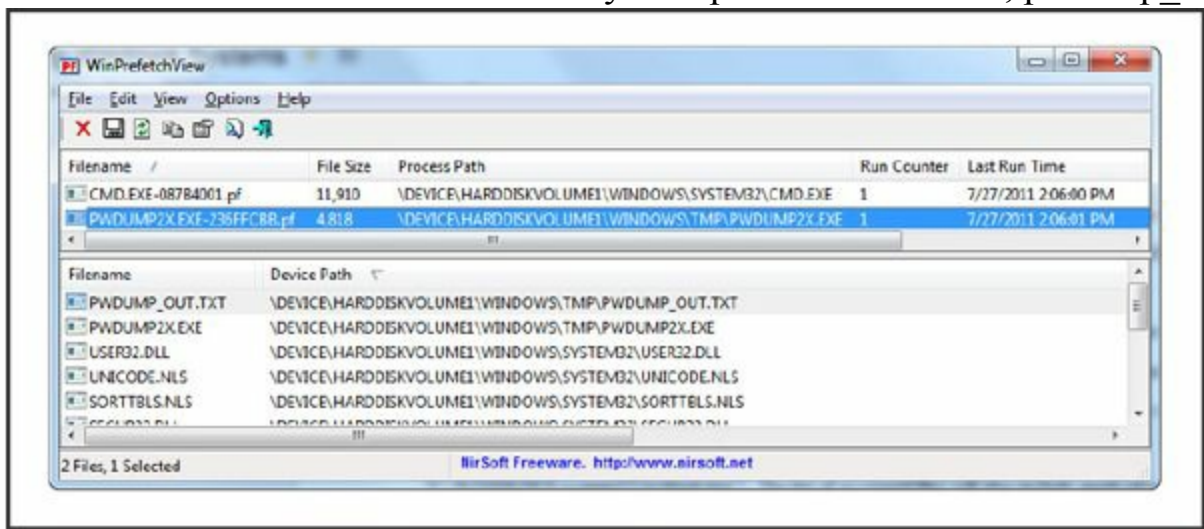 WinPrefetchView
File Edit View Options Help
Filename / File Size Process Path Run Counter Last Run Time
CMD.EXE-087B4001.pf 11,910 \DEVICE\HARDDISKVOLUME1\WINDOWS\SYSTEM32\CMD.EXE 1 7/27/2011 2:06:00 PM
PWDUMP2X.EXE-236FFCBB.pf 4,818 \DEVICE\HARDDISKVOLUME1\WINDOWS\TMP\PWDUMP2X.EXE 1 7/27/2011 2:06:01 PM
Filename Device Path
PWDUMP_OUT.TXT \DEVICE\HARDDISKVOLUME1\WINDOWS\TMP\PWDUMP_OUT.TXT
PWDUMP2X.EXE \DEVICE\HARDDISKVOLUME1\WINDOWS\TMP\PWDUMP2X.EXE
USER32.DLL \DEVICE\HARDDISKVOLUME1\WINDOWS\SYSTEM32\USER32.DLL
UNICODE.NLS \DEVICE\HARDDISKVOLUME1\WINDOWS\SYSTEM32\UNICODE.NLS
SORTTBLS.NLS \DEVICE\HARDDISKVOLUME1\WINDOWS\SYSTEM32\SORTTBLS.NLS
2 Files, 1 Selected NirSoft Freeware. http://www.nirsoft.net